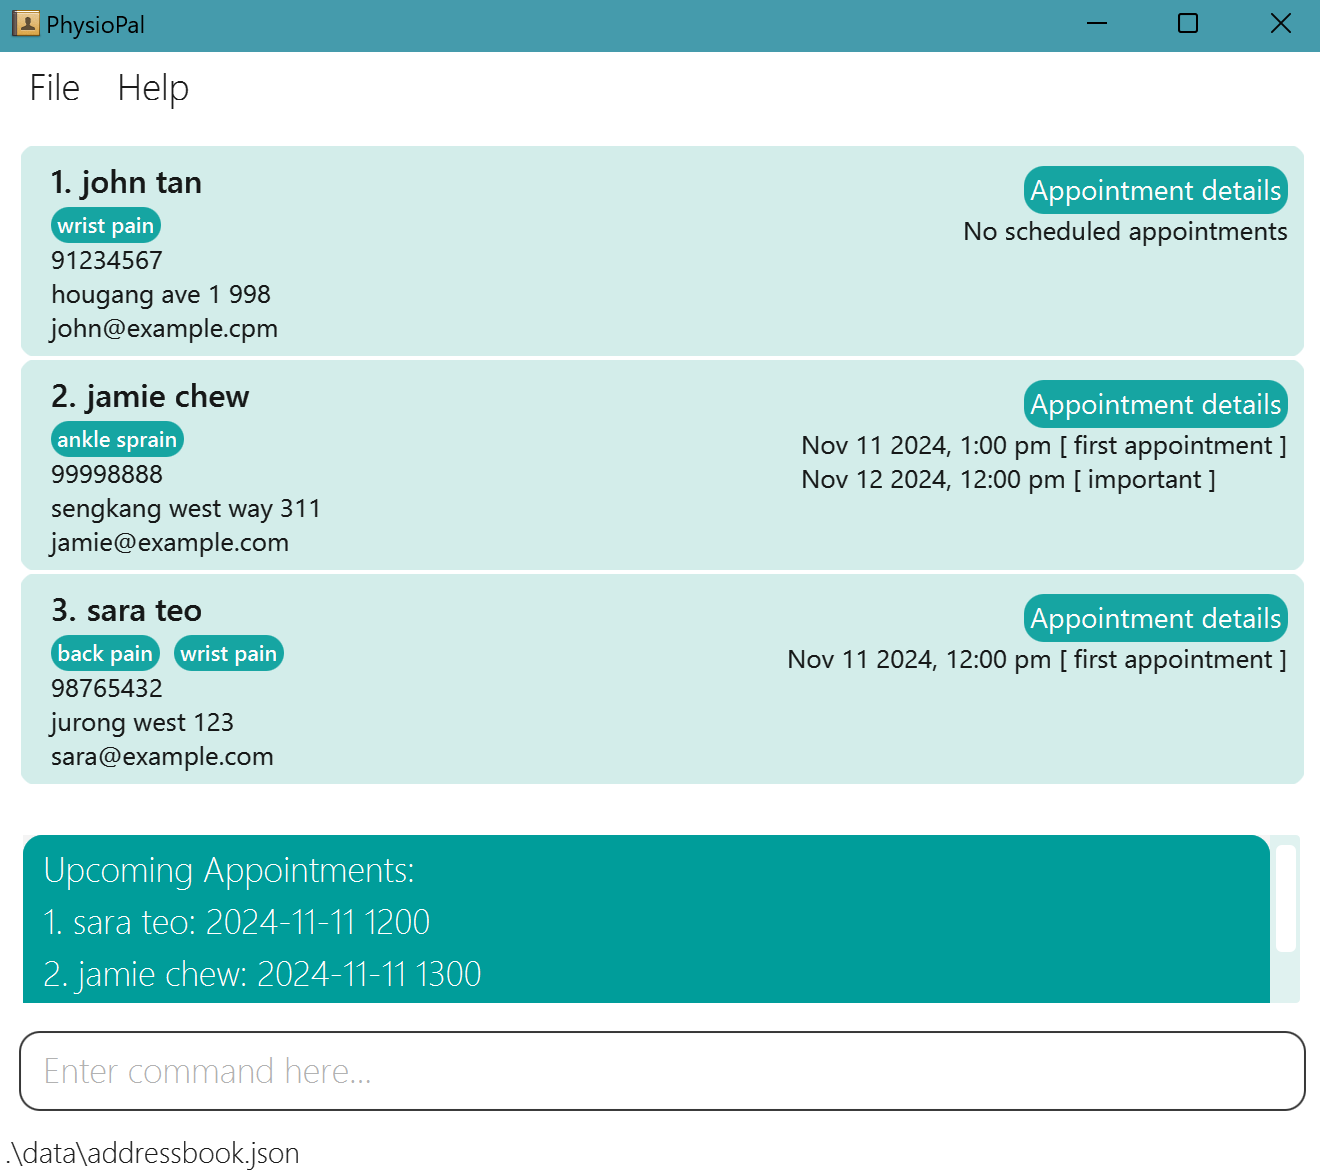 PhysioPal
File Help
1. john tan
wrist pain
91234567
hougang ave 1 998
john@example.cpm
Appointment details
No scheduled appointments
2. jamie chew
ankle sprain
99998888
sengkang west way 311
jamie@example.com
Appointment details
Nov 11 2024, 1:00 pm [ first appointment ]
Nov 12 2024, 12:00 pm [ important ]
3. sara teo
back pain wrist pain
98765432
jurong west 123
sara@example.com
Appointment details
Nov 11 2024, 12:00 pm [ first appointment ]
Upcoming Appointments:
1. sara teo: 2024-11-11 1200
2. jamie chew: 2024-11-11 1300
Enter command here...
.\data\addressbook.json